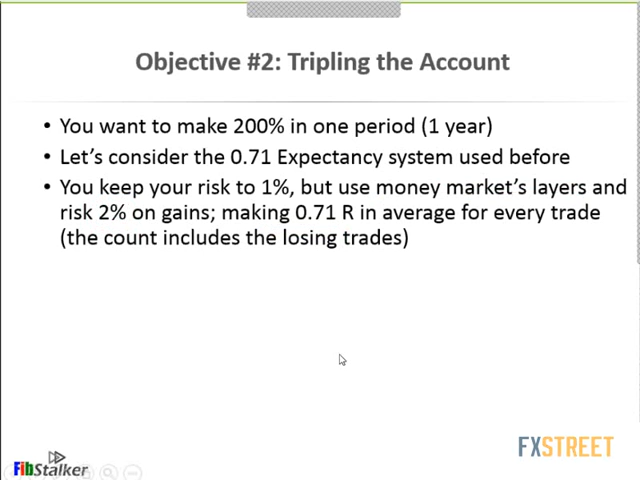 Objective #2: Tripling the Account
• You want to make 200% in one period (1 year)
• Let's consider the 0.71 Expectancy system used before
• You keep your risk to 1%, but use money market's layers and
risk 2% on gains; making 0.71 R in average for every trade
(the count includes the losing trades)
FibStalker
FXSTREET